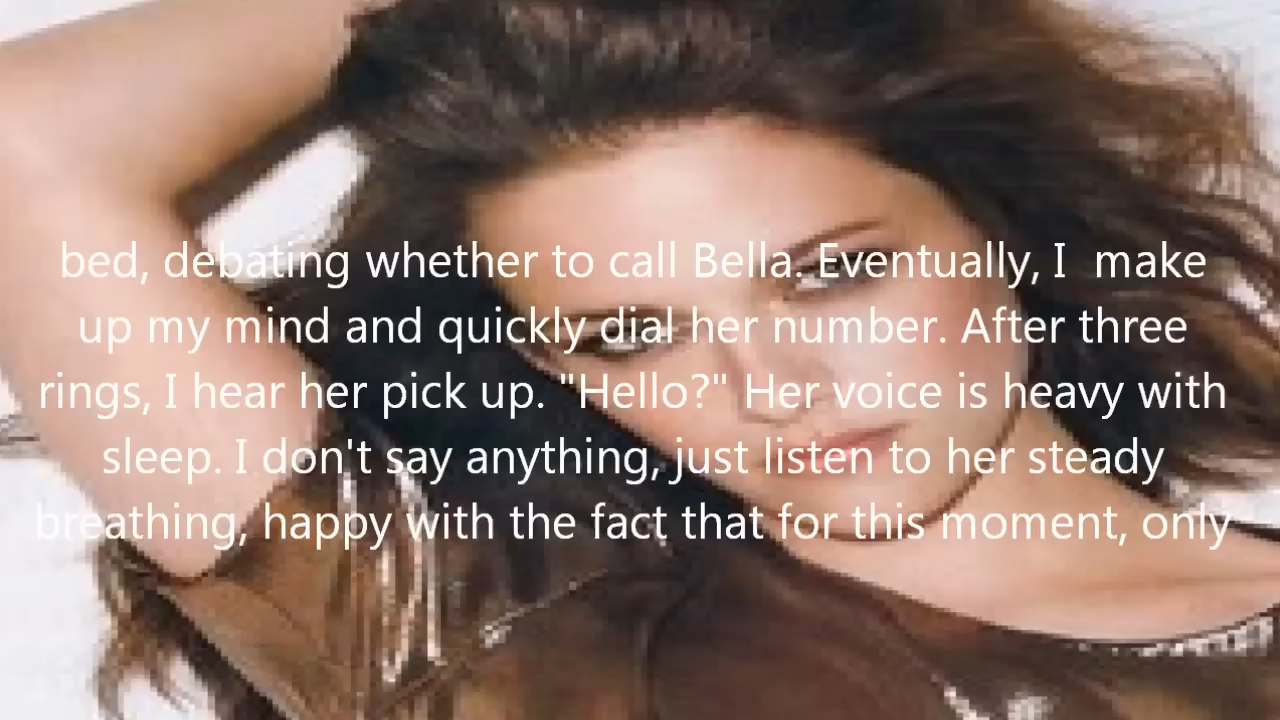 bed, debating whether to call Bella. Eventually, I  make
up my mind and quickly dial her number. After three
rings, I hear her pick up. "Hello?" Her voice is heavy with
sleep. I don't say anything, just listen to her steady
breathing, happy with the fact that for this moment, only